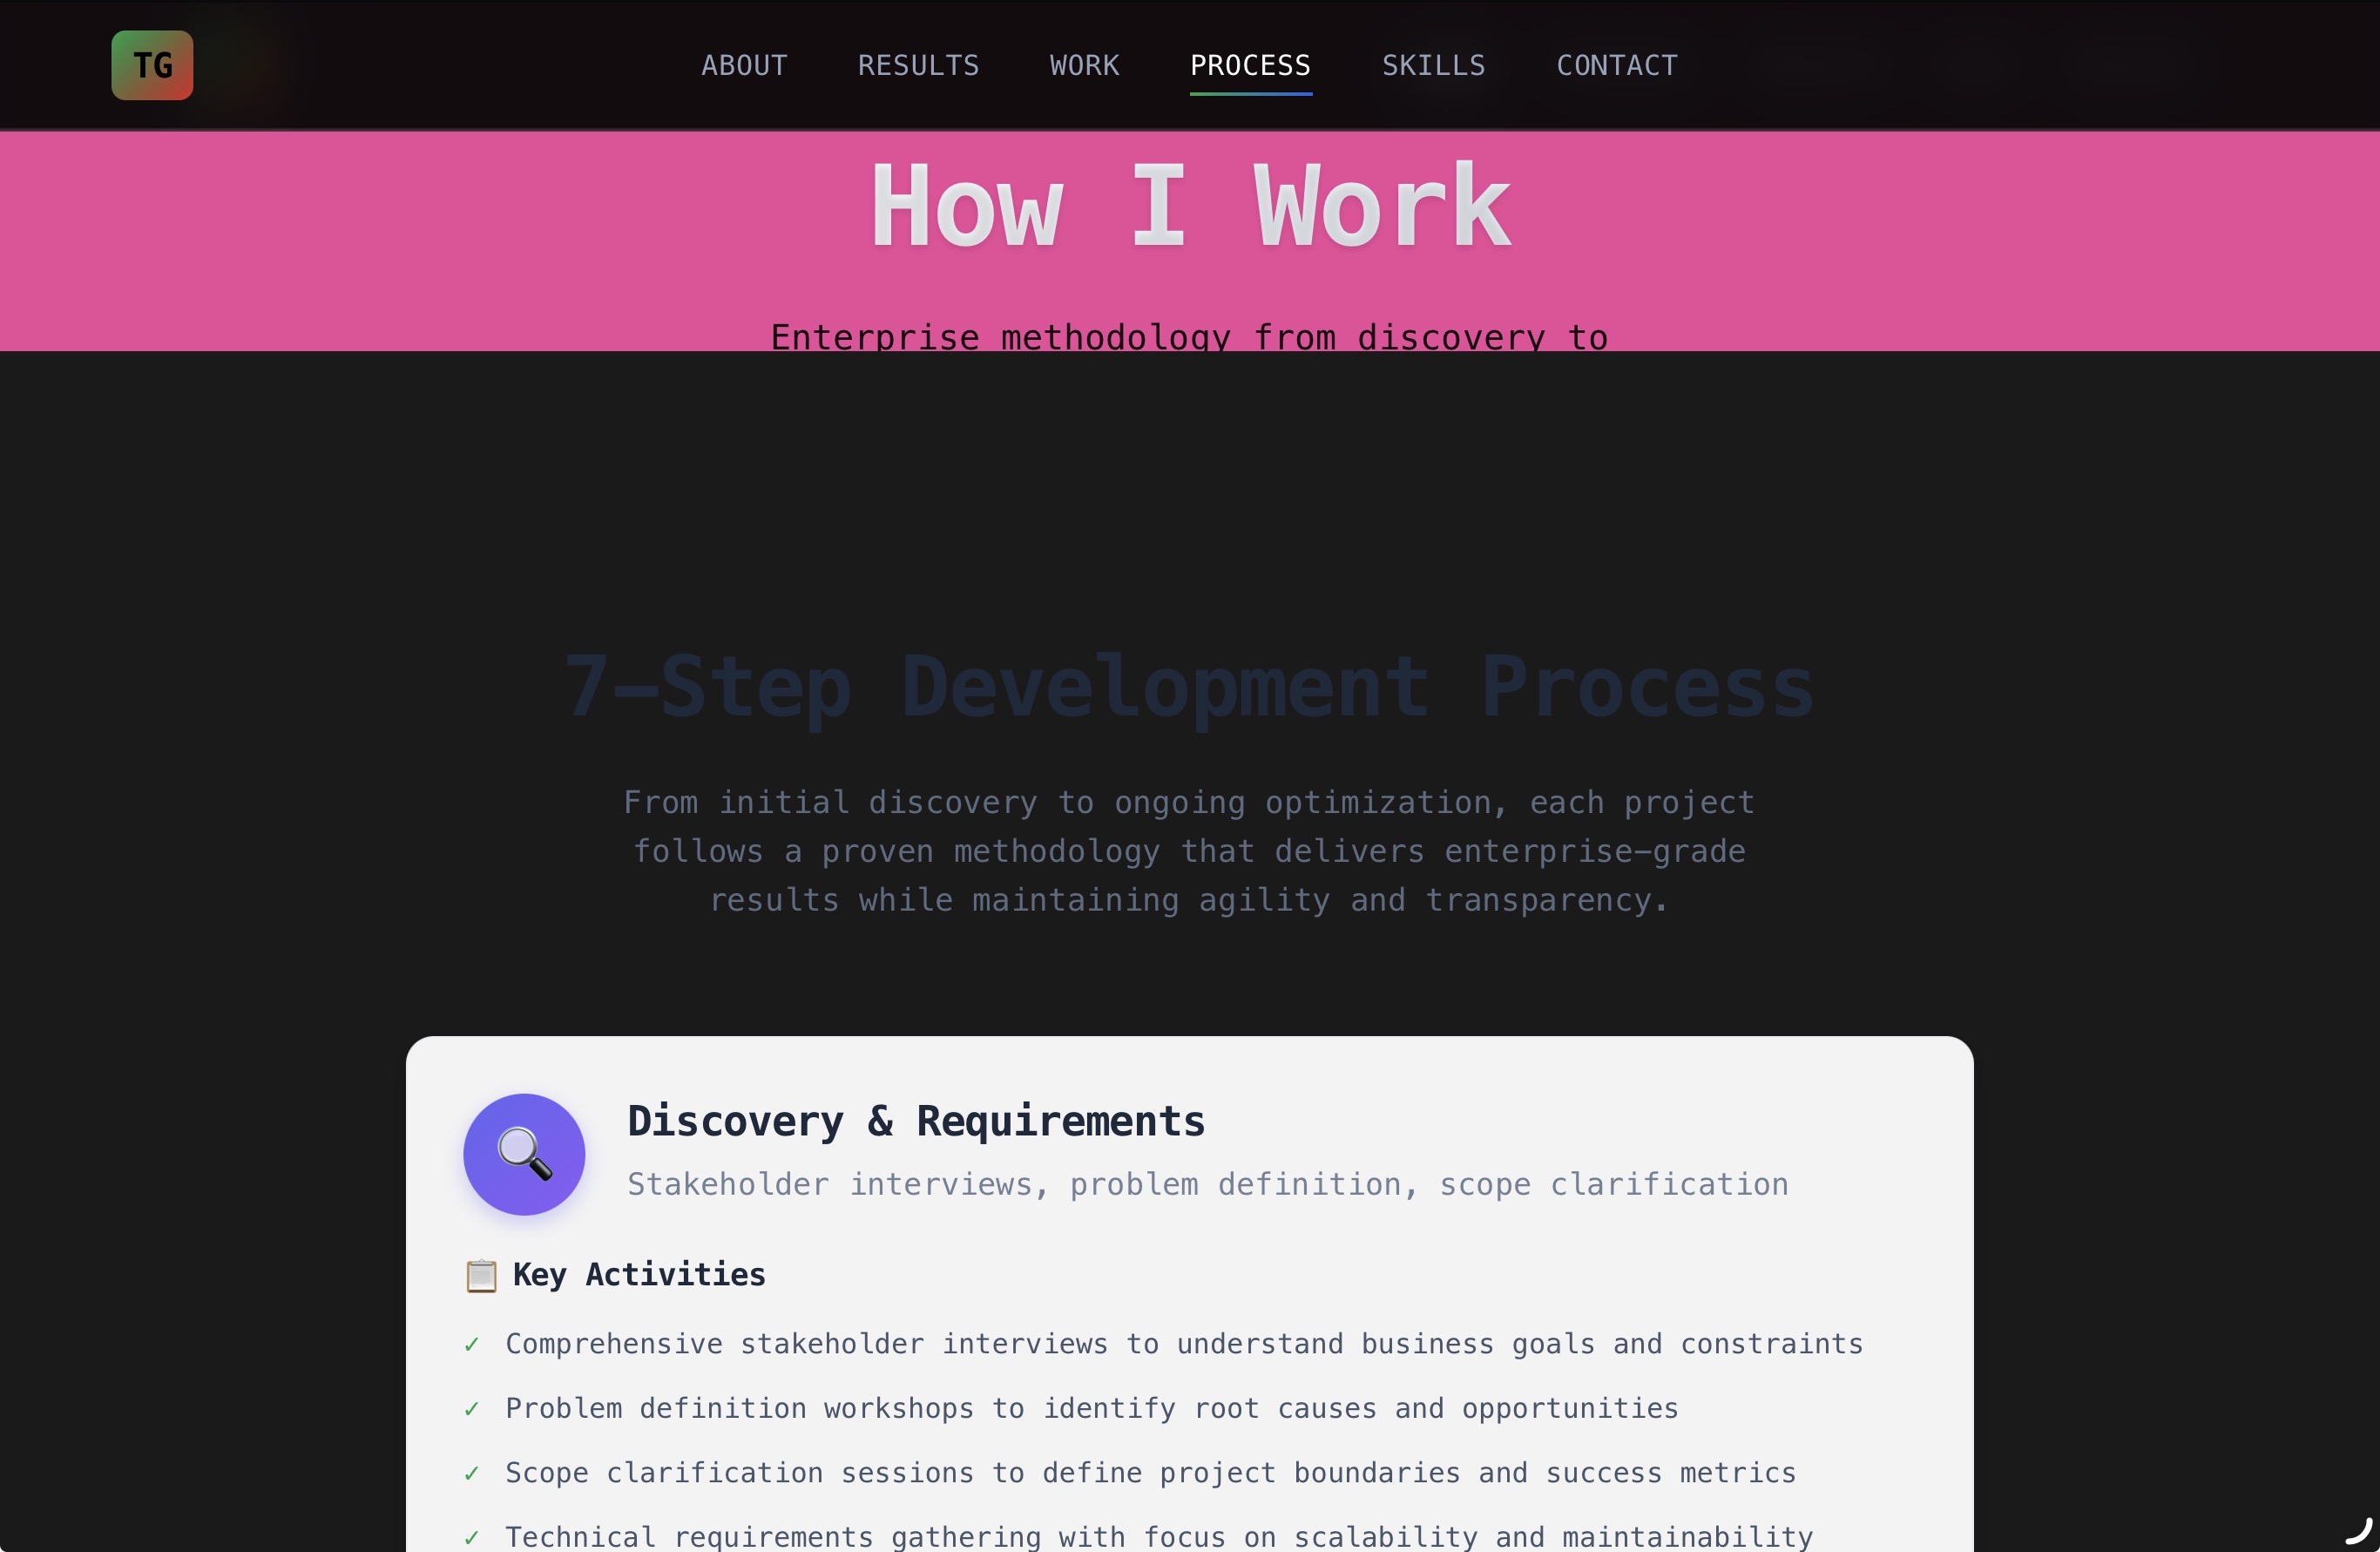 TG
ABOUT RESULTS WORK PROCESS SKILLS CONTACT
How I Work
Enterprise methodology from discovery to
7-Step Development Process
From initial discovery to ongoing optimization, each project
follows a proven methodology that delivers enterprise-grade
results while maintaining agility and transparency.
Discovery & Requirements
Stakeholder interviews, problem definition, scope clarification
Key Activities
✓ Comprehensive stakeholder interviews to understand business goals and constraints
✓ Problem definition workshops to identify root causes and opportunities
✓ Scope clarification sessions to define project boundaries and success metrics
✓ Technical requirements gathering with focus on scalability and maintainability